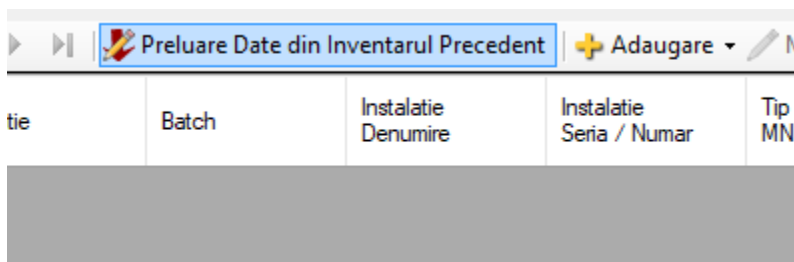 Preluare Date din Inventarul Precedent Adaugare
tie Batch Instalatie Instalatie Tip
Denumire Seria / Numar MN